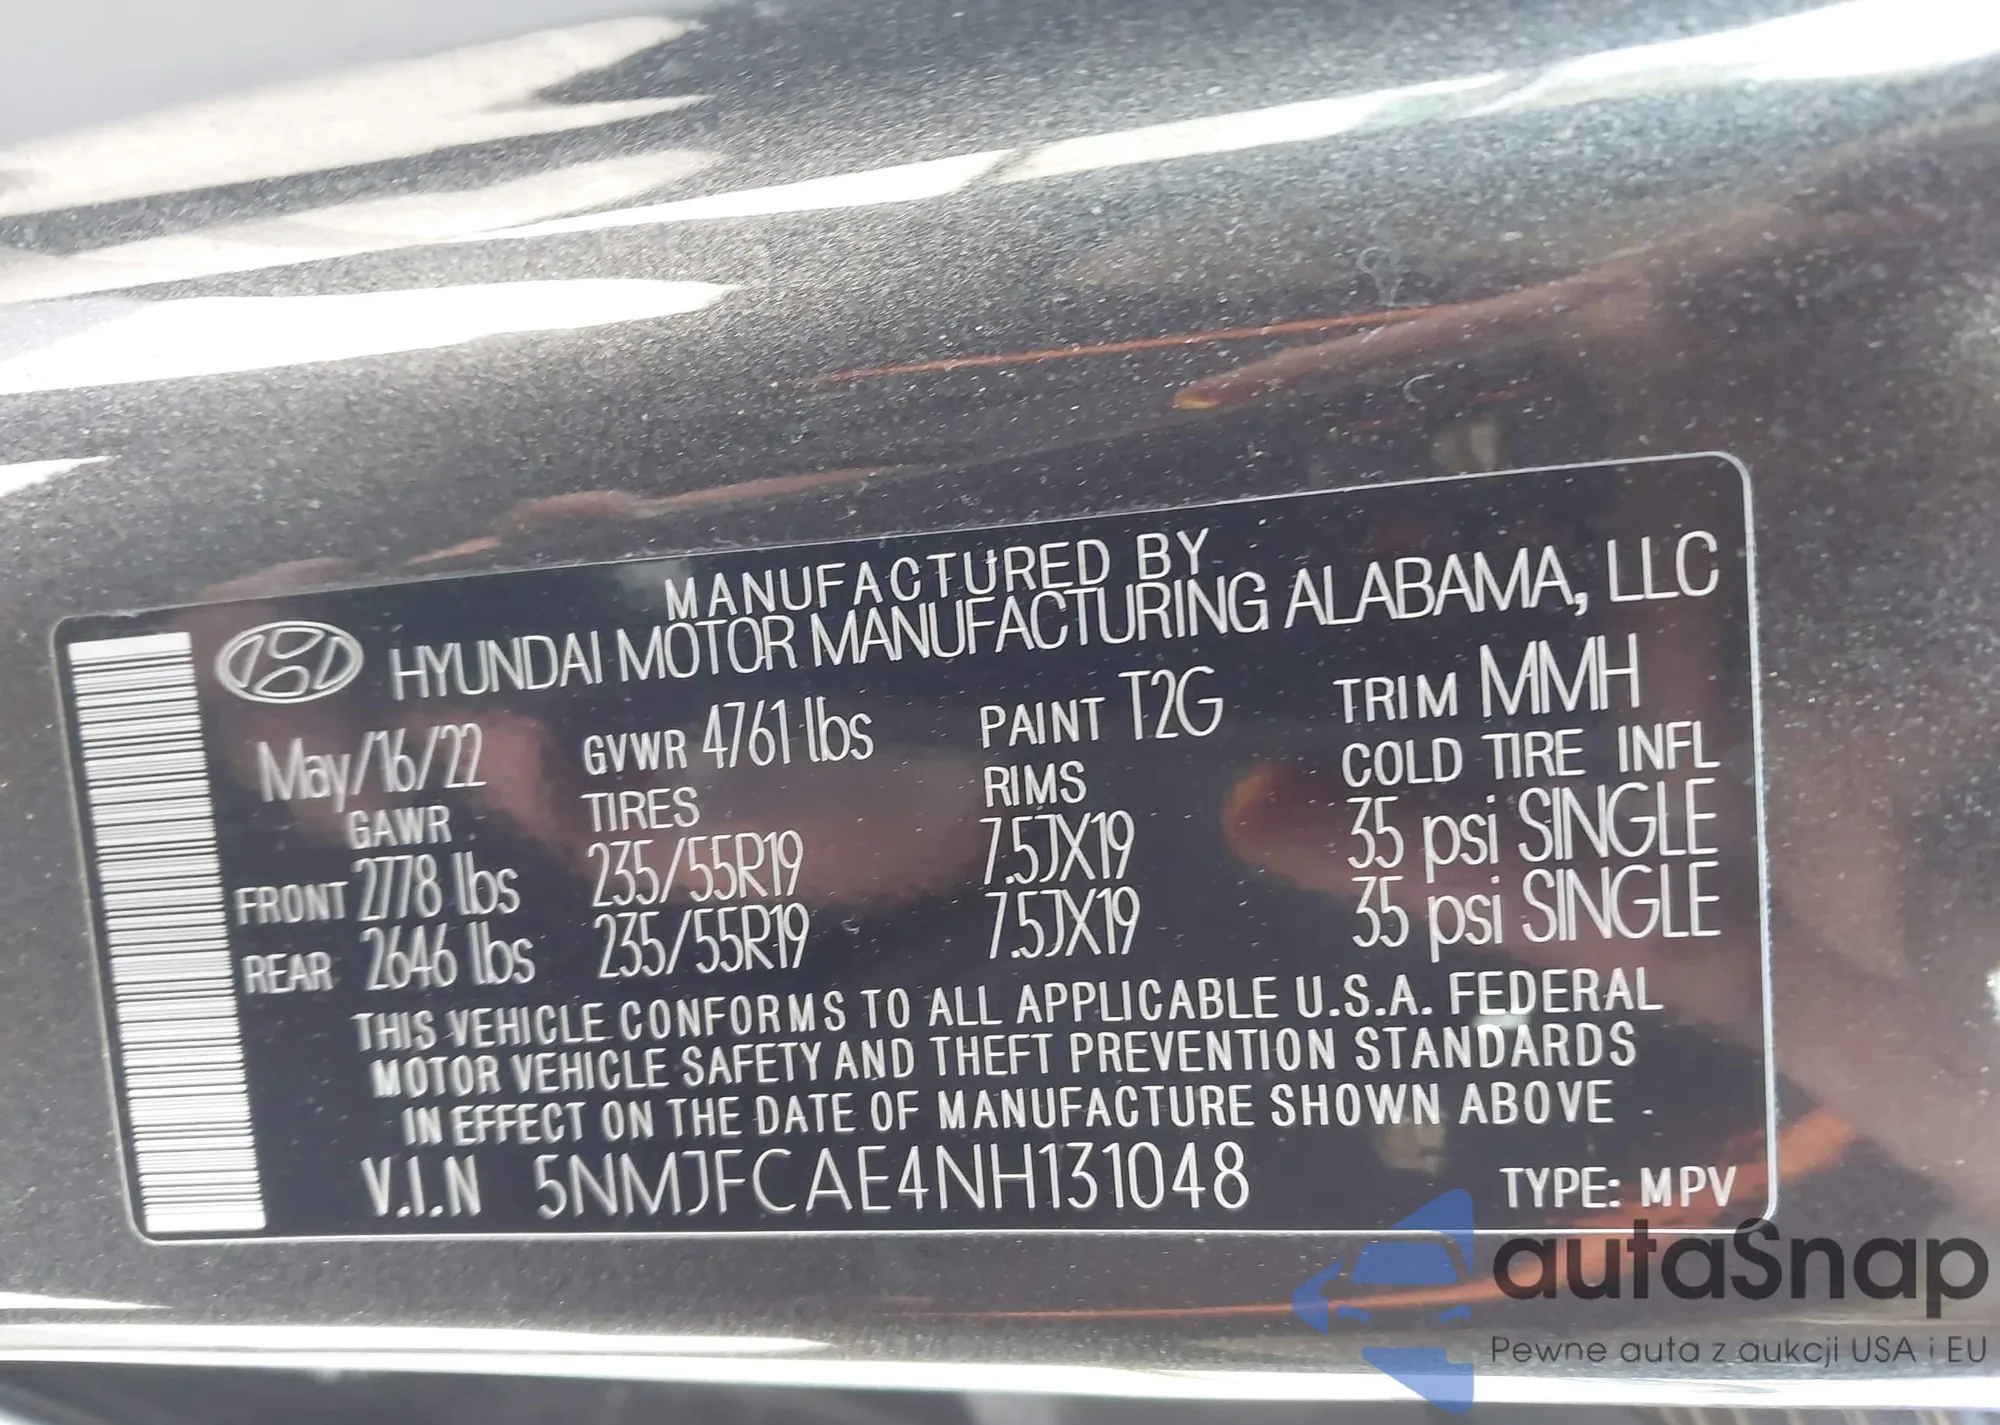 MANUFACTURED BY
HYUNDAI MOTOR MANUFACTURING ALABAMA, LLC
May/16/22 GVWR 4761 lbs PAINT T2G TRIM MMH
GAWR TIRES RIMS COLD TIRE INFL
FRONT 2778 lbs 235/55R19 7.5JX19 35 psi SINGLE
REAR 2646 lbs 235/55R19 7.5JX19 35 psi SINGLE
THIS VEHICLE CONFORMS TO ALL APPLICABLE U.S.A. FEDERAL
MOTOR VEHICLE SAFETY AND THEFT PREVENTION STANDARDS
IN EFFECT ON THE DATE OF MANUFACTURE SHOWN ABOVE .
V.I.N 5NMJFCAE4NH131048 TYPE: MPV
autaSnap
Pewne auta z aukcji USA i EU